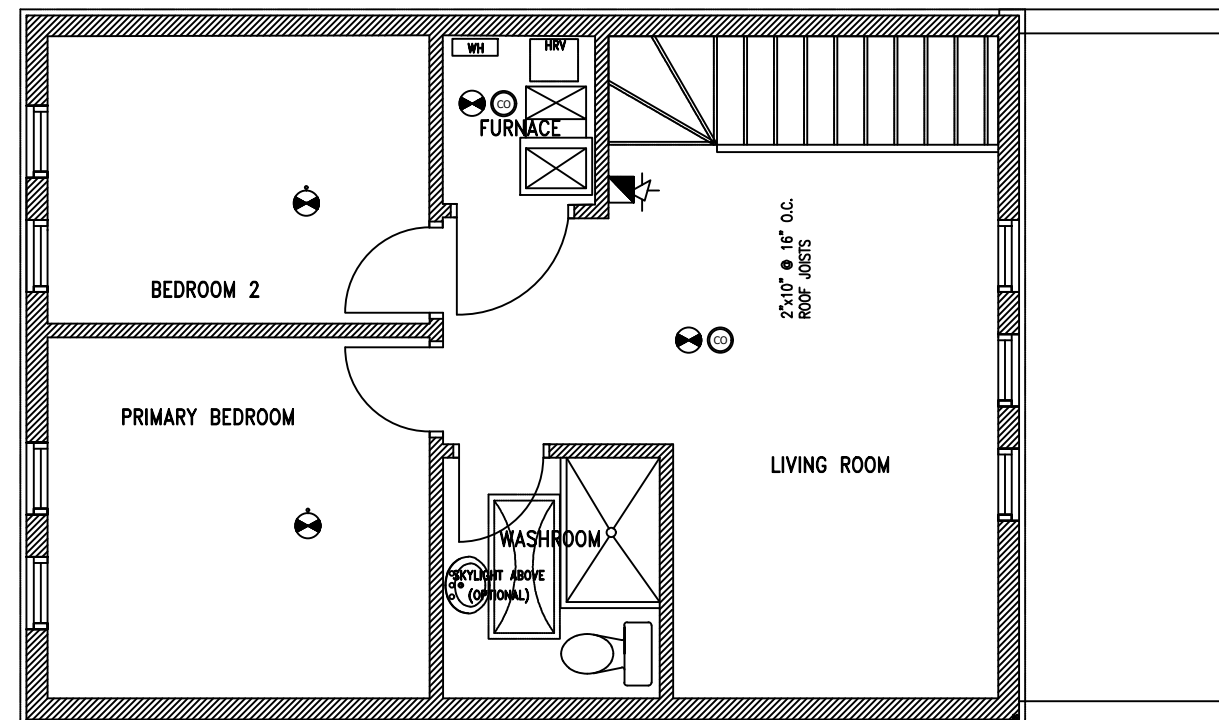 WH
HRV
CO
FURNACE
2"x10" @ 16" O.C.
ROOF JOISTS
BEDROOM 2
CO
PRIMARY BEDROOM
LIVING ROOM
WASHROOM
SKYLIGHT ABOVE
(OPTIONAL)